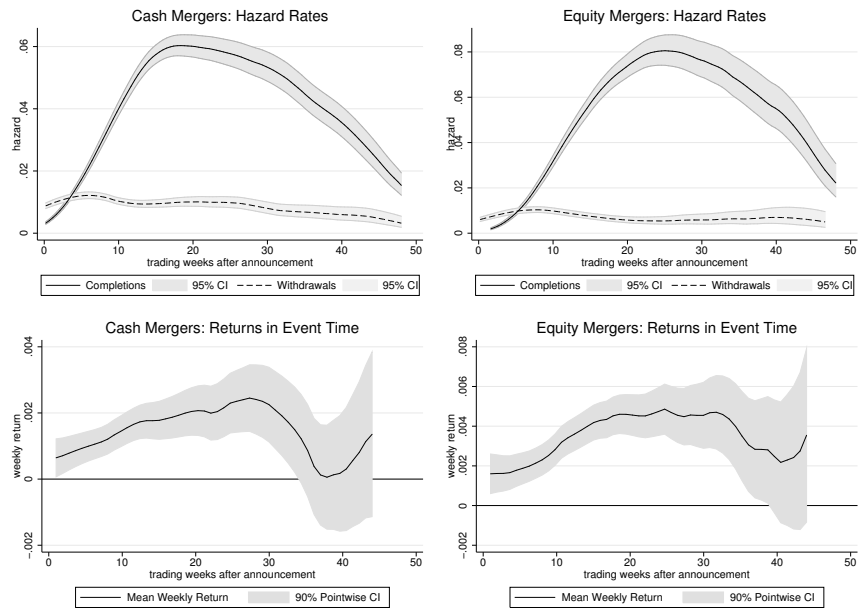 Cash Mergers: Hazard Rates
hazard
0 .02 .04 .06
0 10 20 30 40 50
trading weeks after announcement
Completions 95% CI Withdrawals 95% CI
Equity Mergers: Hazard Rates
hazard
0 .02 .04 .06 .08
0 10 20 30 40 50
trading weeks after announcement
Completions 95% CI Withdrawals 95% CI
Cash Mergers: Returns in Event Time
weekly return
-.002 0 .002 .004
0 10 20 30 40 50
trading weeks after announcement
Mean Weekly Return 90% Pointwise CI
Equity Mergers: Returns in Event Time
weekly return
-.002 0 .002 .004 .006 .008
0 10 20 30 40 50
trading weeks after announcement
Mean Weekly Return 90% Pointwise CI